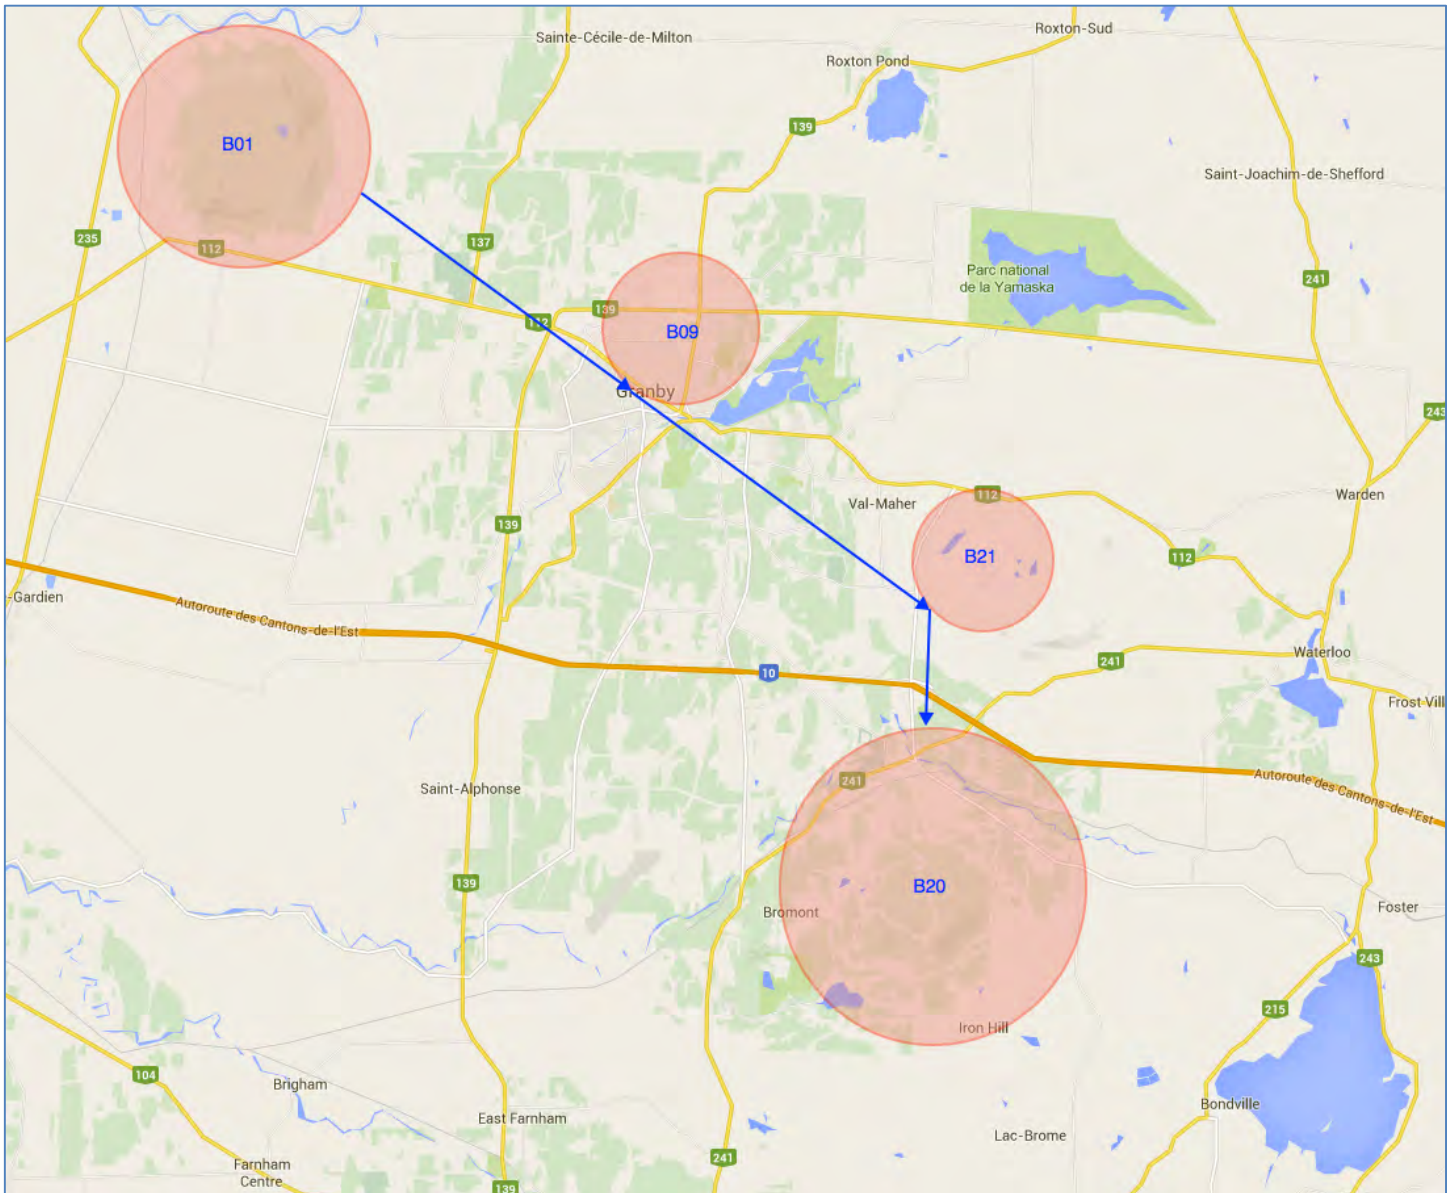 Roxton-Sud
Sainte-Cécile-de-Milton
Roxton Pond
139
B01
Saint-Joachim-de-Shefford
235
137
112
Parc national
de la Yamaska
241
139
112
B09
Granby
243
112
Warden
Val-Maher
139
B21
112
-Gardien
Autoroute des Cantons-de-l'Est
Waterloo
241
10
Frost Vill
241
Autoroute des Cantons-de-l'Est
Saint-Alphonse
139
B20
Bromont
Foster
243
215
Iron Hill
104
Brigham
Bondville
East Farnham
Lac-Brome
241
Farnham
Centre
139